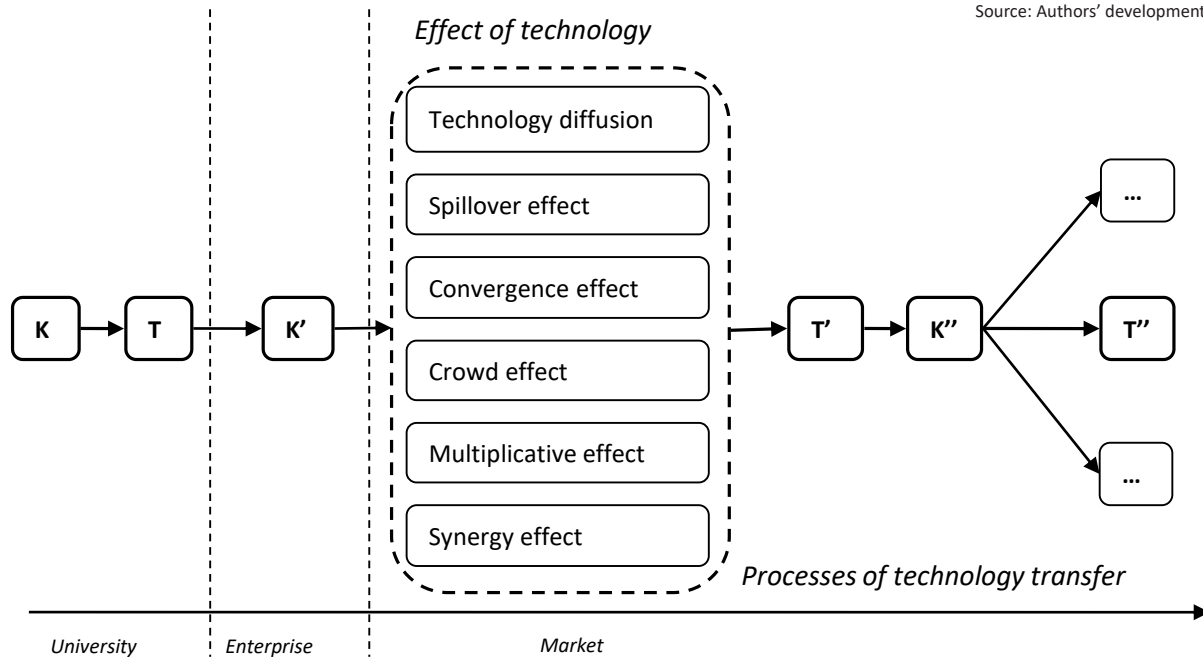 Source: Authors’ development
Effect of technology
Technology diffusion
Spillover effect
Convergence effect
Crowd effect
Multiplicative effect
Synergy effect
K
T
K’
T’
K’’
...
T’’
...
Processes of technology transfer
University
Enterprise
Market